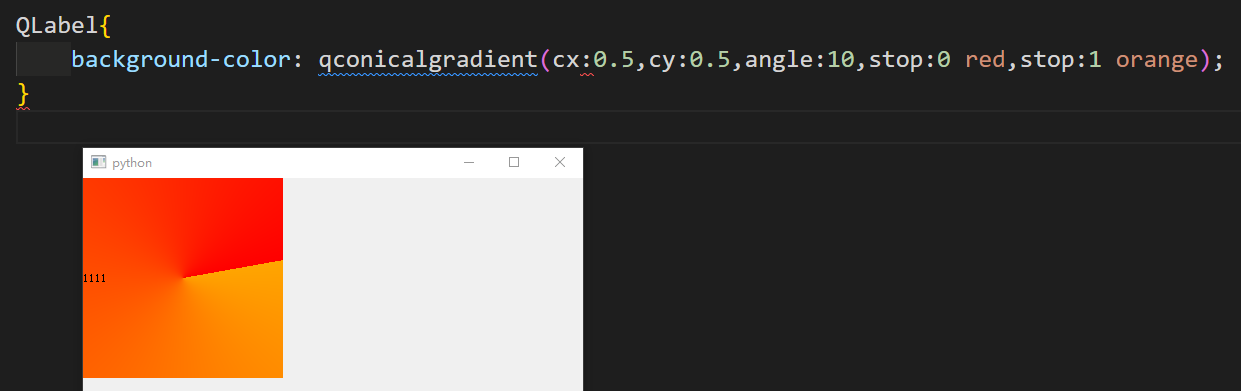 QLabel{
background-color: qconicalgradient(cx:0.5,cy:0.5,angle:10,stop:0 red,stop:1 orange);
}
python
1111